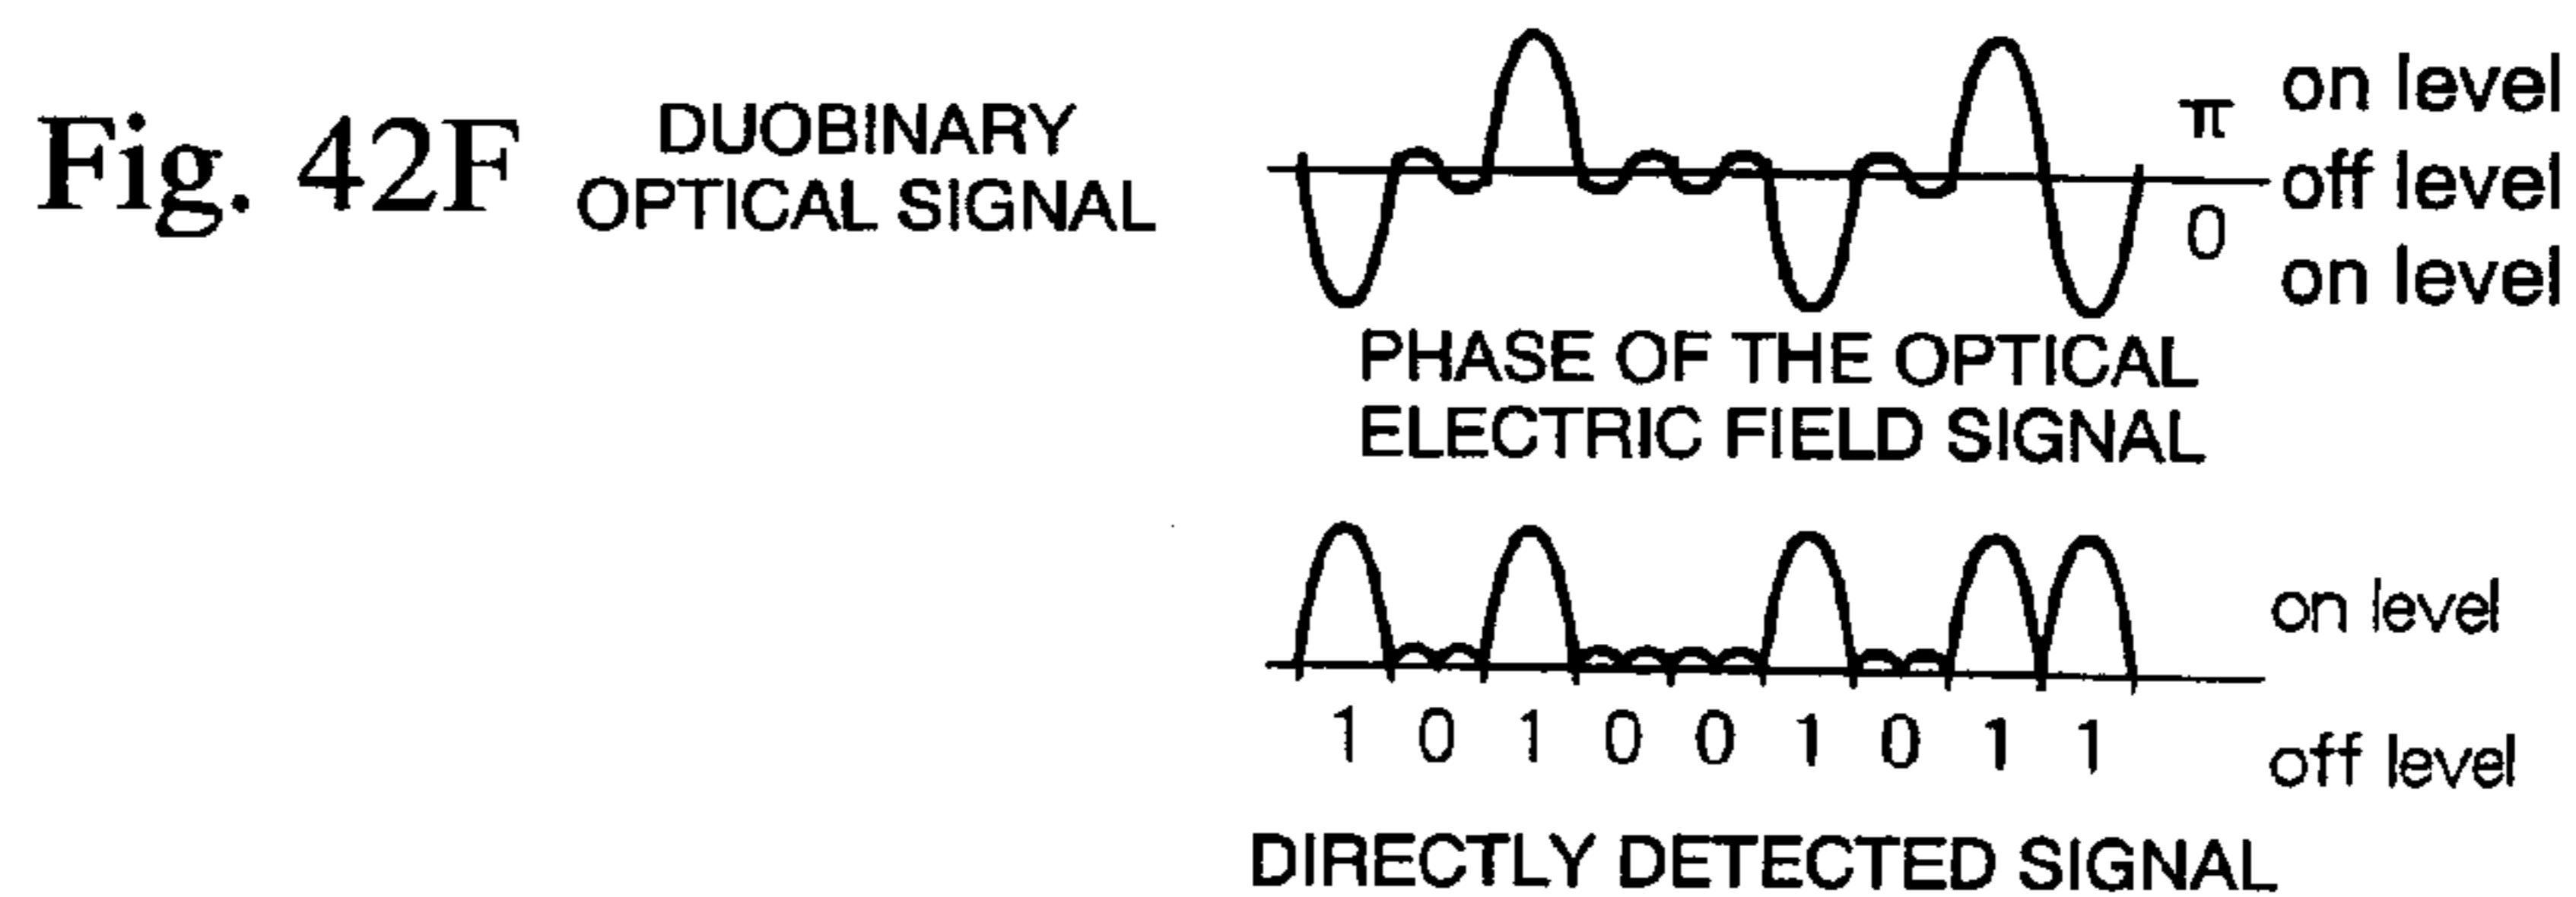 Fig. 42F
DUOBINARY
OPTICAL SIGNAL
π on level
off level
0
on level
PHASE OF THE OPTICAL
ELECTRIC FIELD SIGNAL
on level
1 0 1 0 0 1 0 1 1
off level
DIRECTLY DETECTED SIGNAL